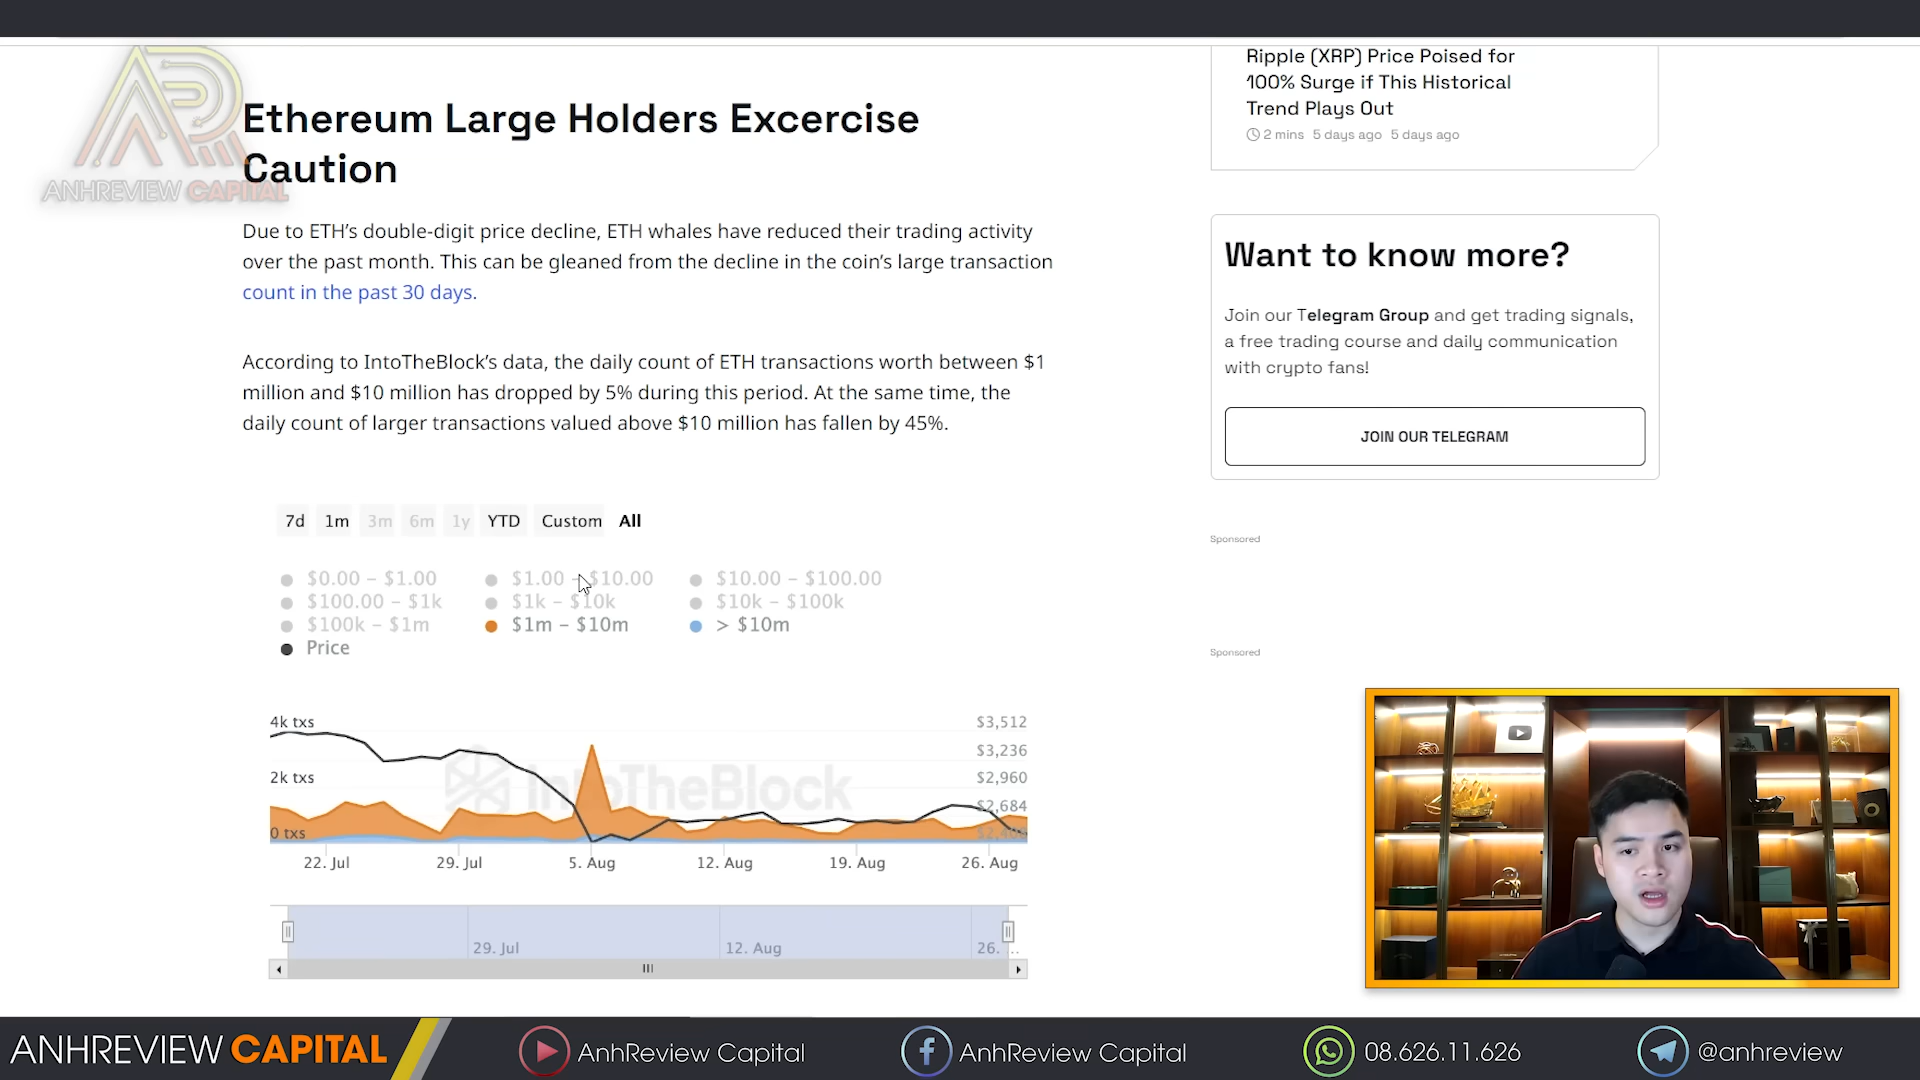 ANHREVIEW CAPITAL
Ethereum Large Holders Excercise
Caution
Due to ETH’s double-digit price decline, ETH whales have reduced their trading activity
over the past month. This can be gleaned from the decline in the coin’s large transaction
count in the past 30 days.
According to IntoTheBlock’s data, the daily count of ETH transactions worth between $1
million and $10 million has dropped by 5% during this period. At the same time, the
daily count of larger transactions valued above $10 million has fallen by 45%.
7d 1m 3m 6m 1y YTD Custom All
$0.00 – $1.00 $1.00 – $10.00 $10.00 – $100.00
$100.00 – $1k $1k – $10k $10k – $100k
$100k – $1m $1m – $10m > $10m
Price
4k txs $3,512
$3,236
2k txs $2,960
IntoTheBlock
$2,684
0 txs
22. Jul 29. Jul 5. Aug 12. Aug 19. Aug 26. Aug
29. Jul 12. Aug 26. ...
Ripple (XRP) Price Poised for
100% Surge if This Historical
Trend Plays Out
2 mins 5 days ago 5 days ago
Want to know more?
Join our Telegram Group and get trading signals,
a free trading course and daily communication
with crypto fans!
JOIN OUR TELEGRAM
Sponsored
Sponsored
ANHREVIEW CAPITAL AnhReview Capital AnhReview Capital 08.626.11.626 @anhreview